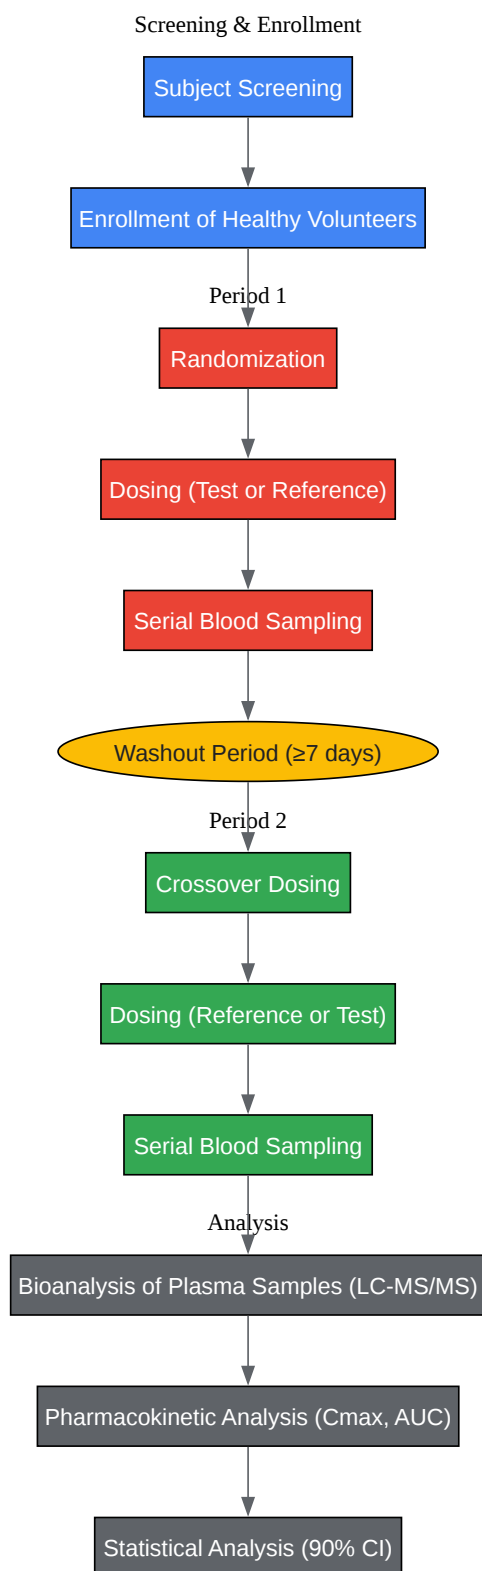 Screening & Enrollment
Subject Screening
Enrollment of Healthy Volunteers
Period 1
Randomization
Dosing (Test or Reference)
Serial Blood Sampling
Washout Period (≥7 days)
Period 2
Crossover Dosing
Dosing (Reference or Test)
Serial Blood Sampling
Analysis
Bioanalysis of Plasma Samples (LC-MS/MS)
Pharmacokinetic Analysis (Cmax, AUC)
Statistical Analysis (90% CI)